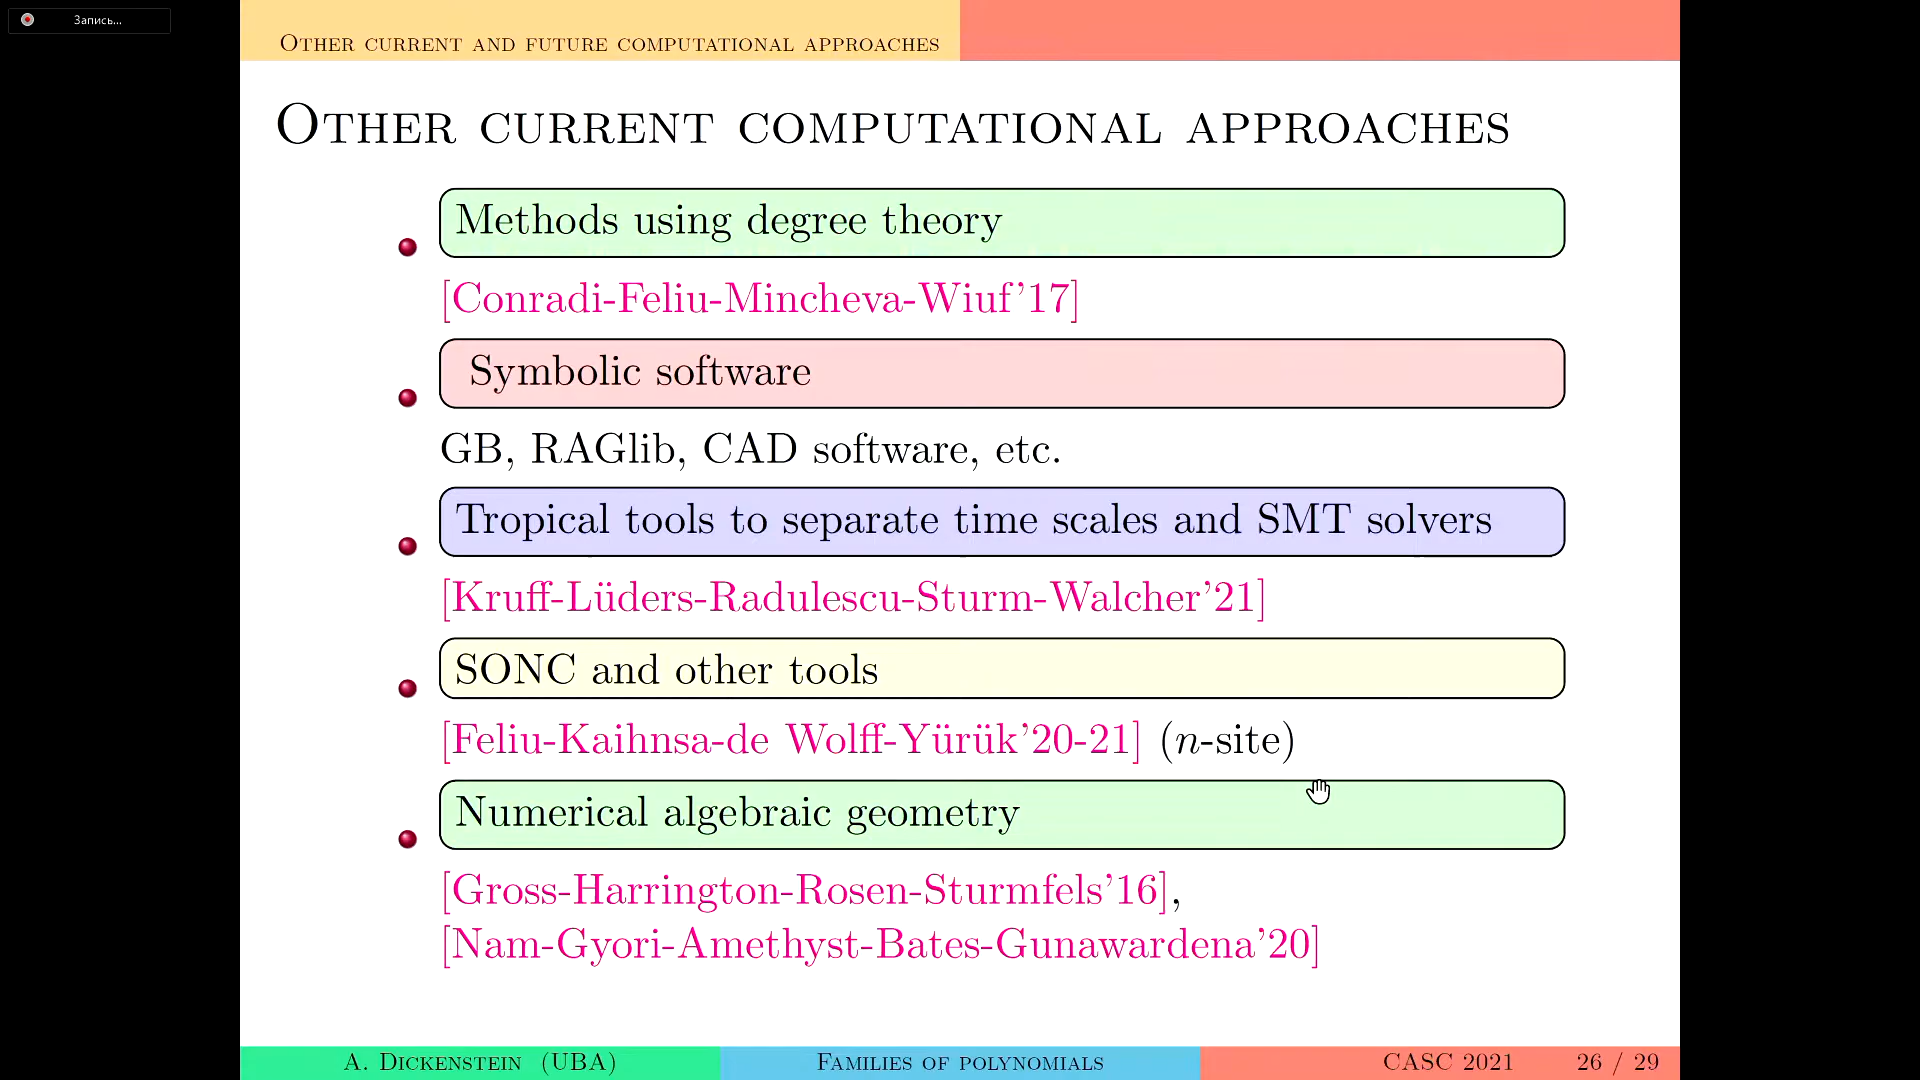 Запись...
Other current and future computational approaches
Other current computational approaches
Methods using degree theory
[Conradi-Feliu-Mincheva-Wiuf’17]
Symbolic software
GB, RAGlib, CAD software, etc.
Tropical tools to separate time scales and SMT solvers
[Kruff-Lüders-Radulescu-Sturm-Walcher’21]
SONC and other tools
[Feliu-Kaihnsa-de Wolff-Yürük’20-21] (n-site)
Numerical algebraic geometry
[Gross-Harrington-Rosen-Sturmfels’16],
[Nam-Gyori-Amethyst-Bates-Gunawardena’20]
A. Dickenstein (UBA) Families of polynomials CASC 2021 26 / 29